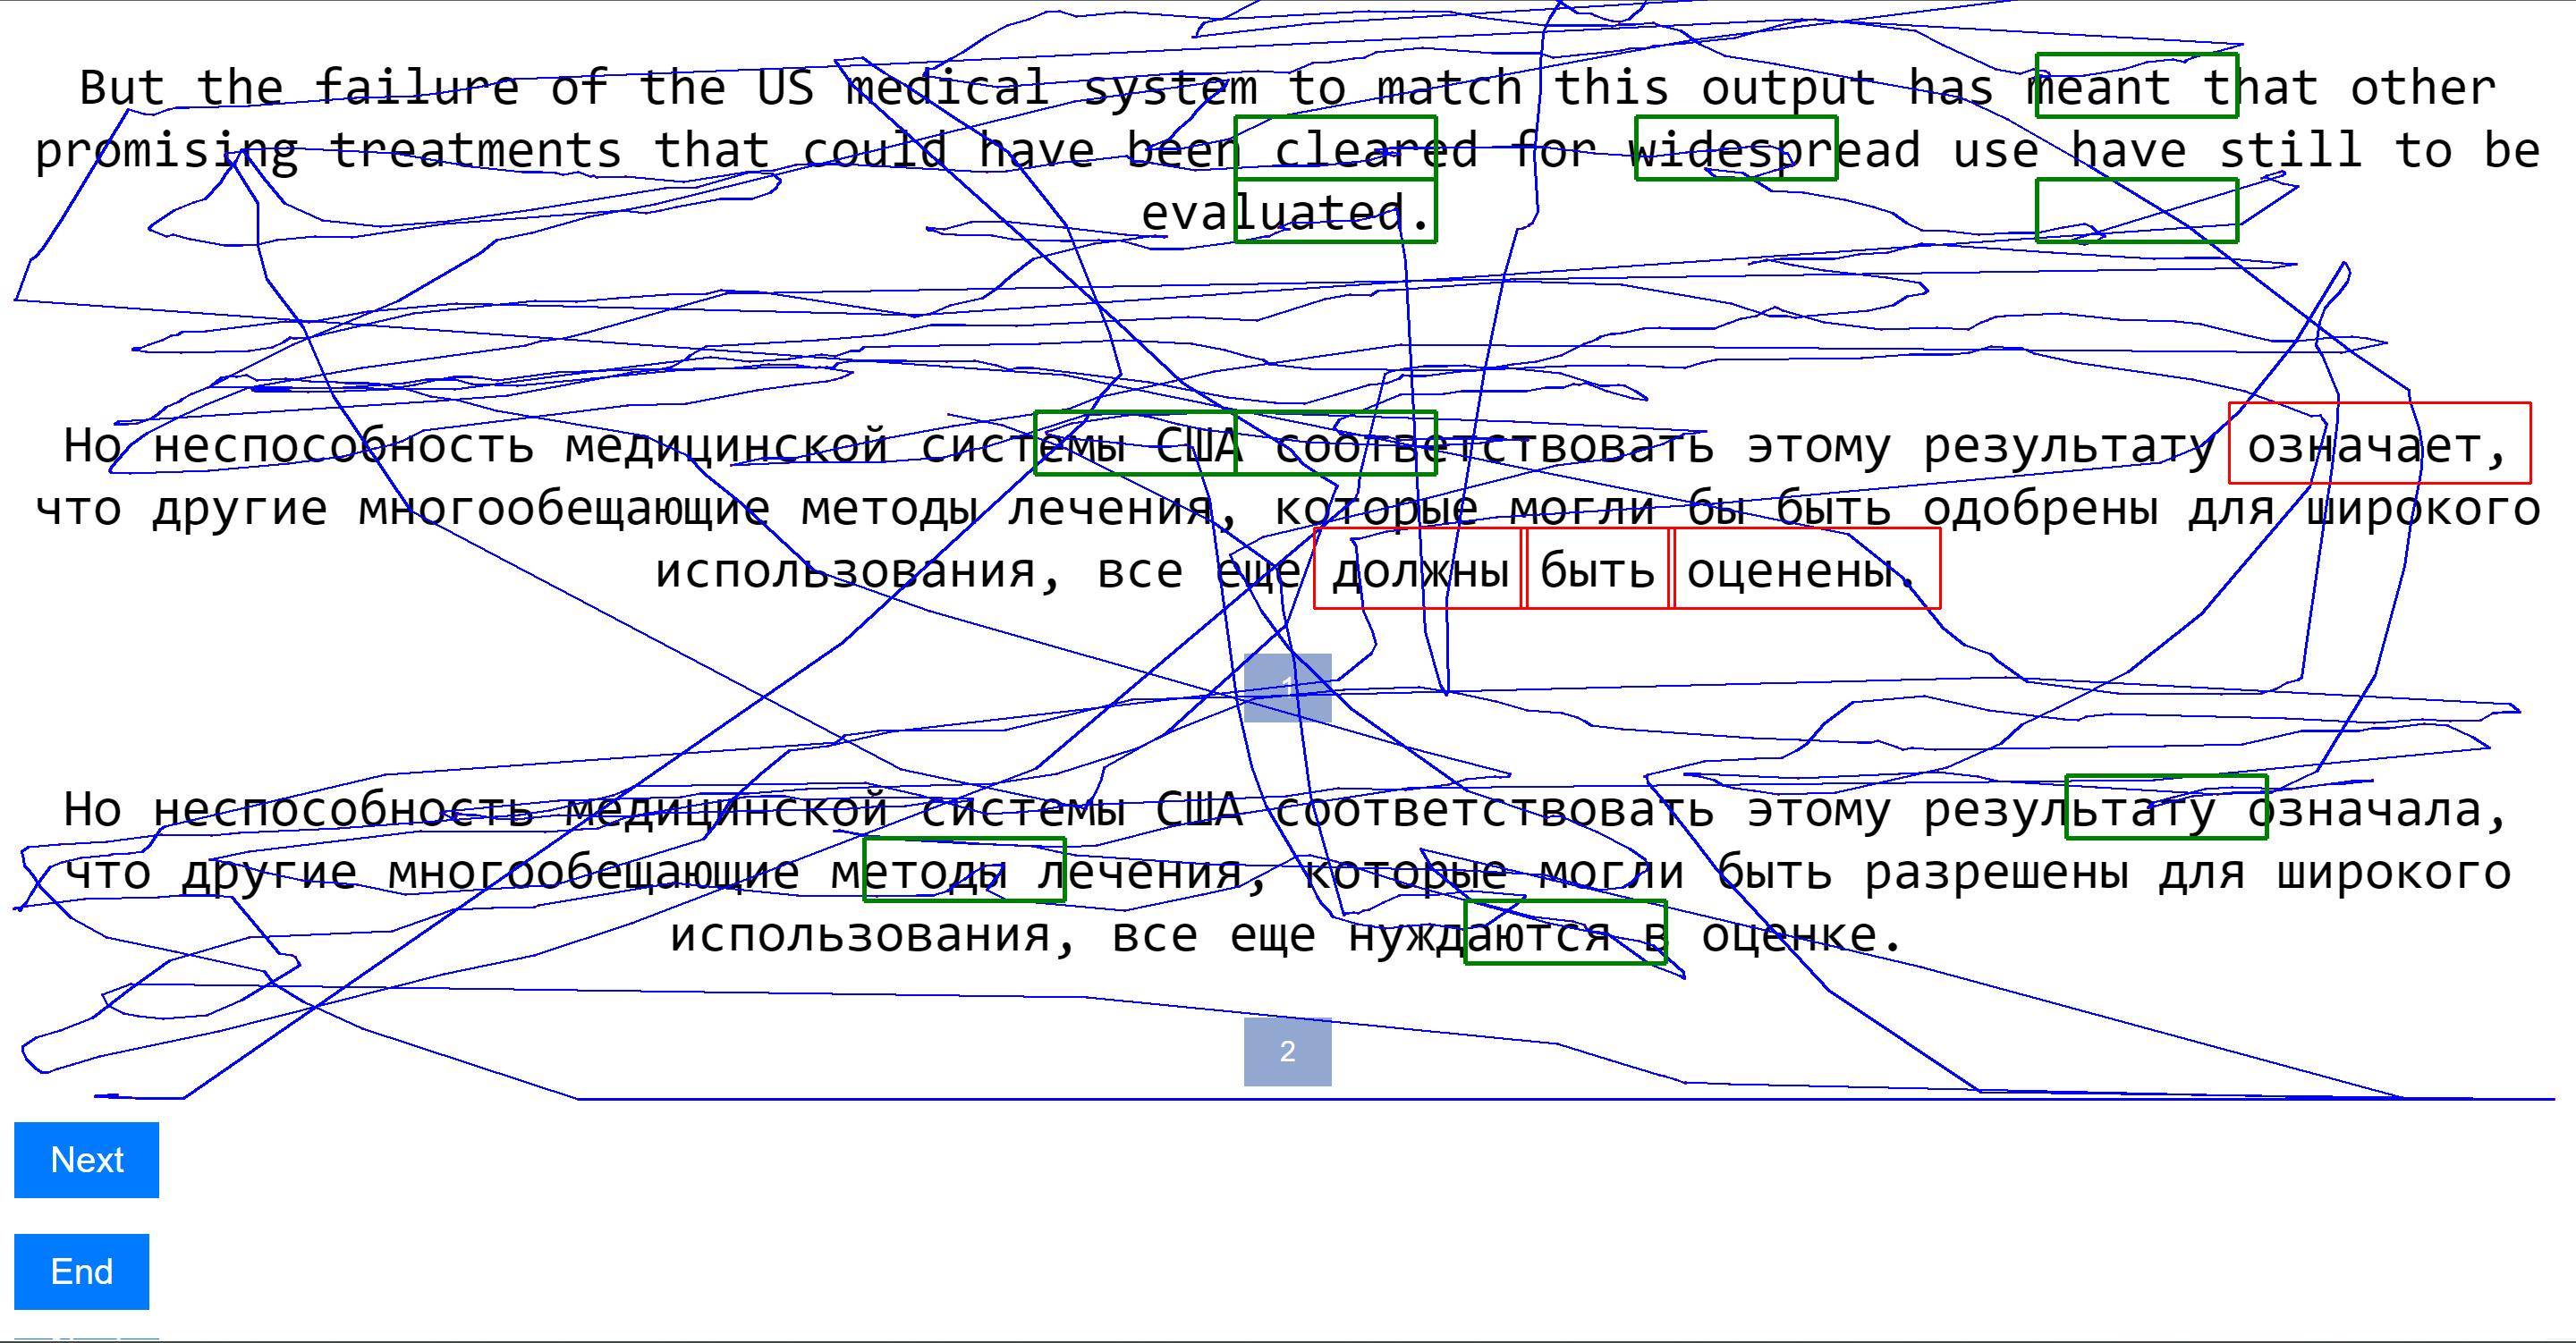 But the failure of the US medical system to match this output has meant that other
promising treatments that could have been cleared for widespread use have still to be
evaluated.
Но неспособность медицинской системы США соответствовать этому результату означает,
что другие многообещающие методы лечения, которые могли бы быть одобрены для широкого
использования, все еще должны быть оценены.
1
Но неспособность медицинской системы США соответствовать этому результату означала,
что другие многообещающие методы лечения, которые могли быть разрешены для широкого
использования, все еще нуждаются в оценке.
2
Next
End